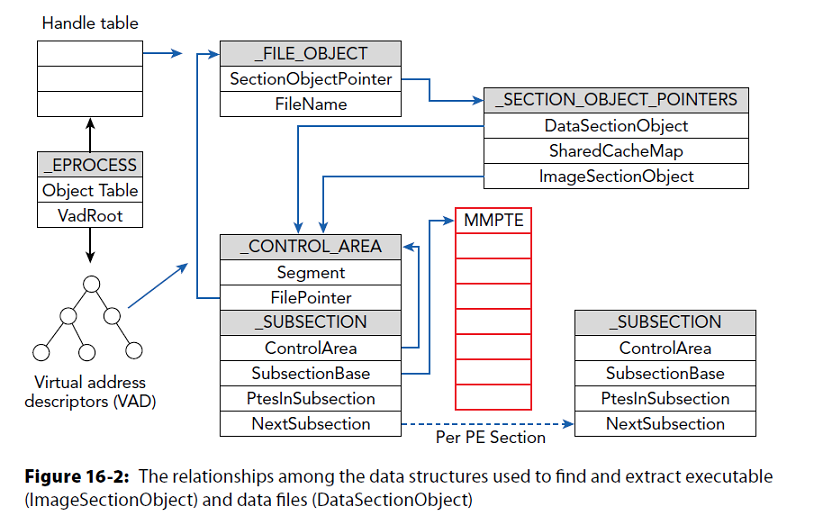 Handle table
_FILE_OBJECT
SectionObjectPointer
FileName
_SECTION_OBJECT_POINTERS
DataSectionObject
SharedCacheMap
ImageSectionObject
_EPROCESS
Object Table
VadRoot
MMPTE
_CONTROL_AREA
Segment
FilePointer
_SUBSECTION
ControlArea
SubsectionBase
PtesInSubsection
NextSubsection
_SUBSECTION
ControlArea
SubsectionBase
PtesInSubsection
NextSubsection
Virtual address
descriptors (VAD)
Per PE Section
Figure 16-2: The relationships among the data structures used to find and extract executable
(ImageSectionObject) and data files (DataSectionObject)